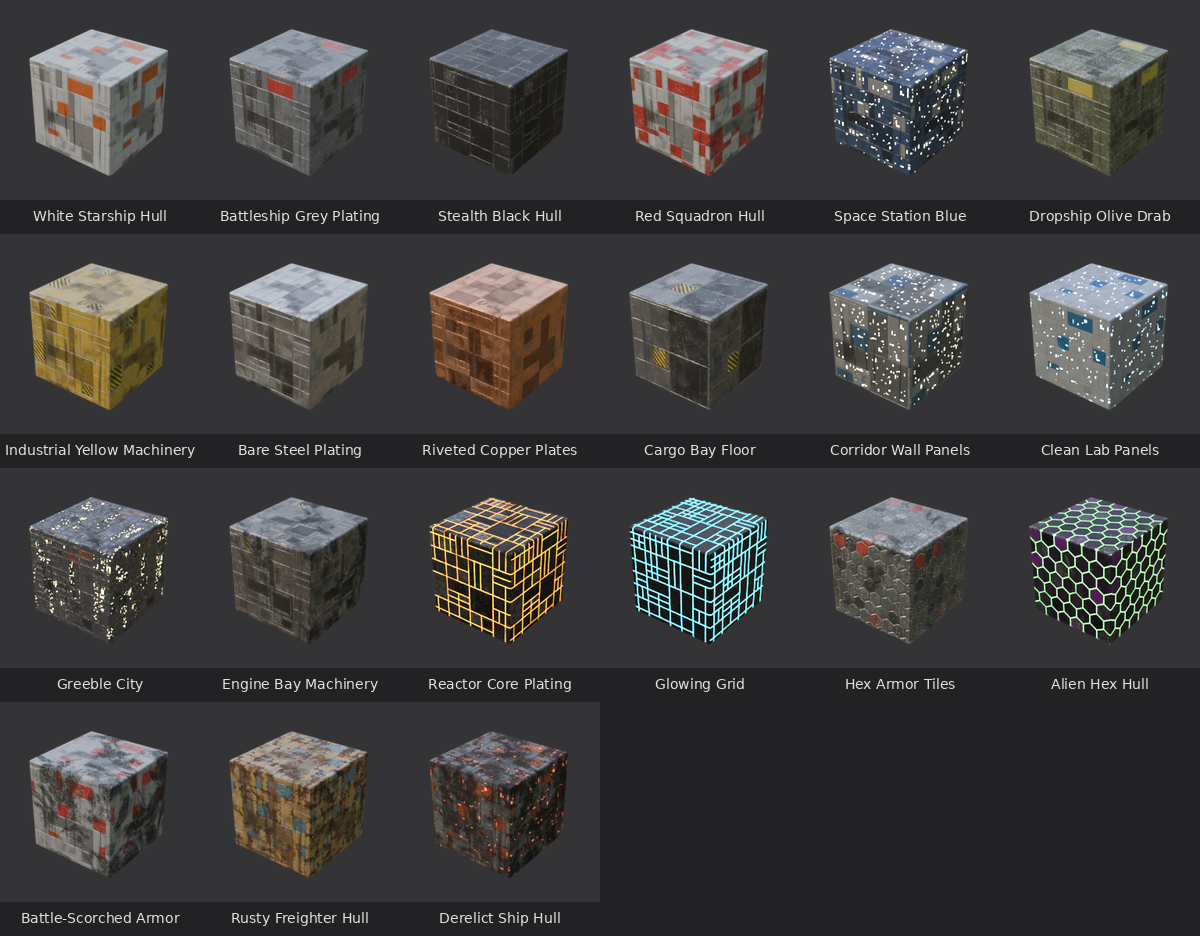 White Starship Hull
Battleship Grey Plating
Stealth Black Hull
Red Squadron Hull
Space Station Blue
Dropship Olive Drab
Industrial Yellow Machinery
Bare Steel Plating
Riveted Copper Plates
Cargo Bay Floor
Corridor Wall Panels
Clean Lab Panels
Greeble City
Engine Bay Machinery
Reactor Core Plating
Glowing Grid
Hex Armor Tiles
Alien Hex Hull
Battle-Scorched Armor
Rusty Freighter Hull
Derelict Ship Hull